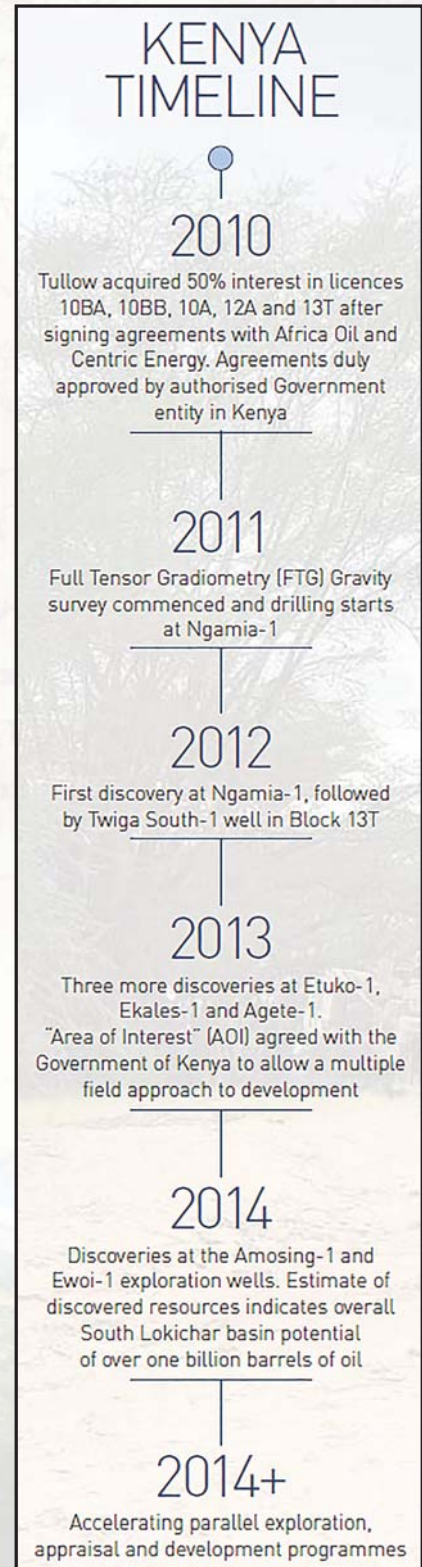 KENYA
TIMELINE
2010
Tullow acquired 50% interest in licences
10BA, 10BB, 10A, 12A and 13T after
signing agreements with Africa Oil and
Centric Energy. Agreements duly
approved by authorised Government
entity in Kenya
2011
Full Tensor Gradiometry (FTG) Gravity
survey commenced and drilling starts
at Ngamia-1
2012
First discovery at Ngamia-1, followed
by Twiga South-1 well in Block 13T
2013
Three more discoveries at Etuko-1,
Ekales-1 and Agete-1.
"Area of Interest" (AOI) agreed with the
Government of Kenya to allow a multiple
field approach to development
2014
Discoveries at the Amosing-1 and
Ewoi-1 exploration wells. Estimate of
discovered resources indicates overall
South Lokichar basin potential
of over one billion barrels of oil
2014+
Accelerating parallel exploration,
appraisal and development programmes